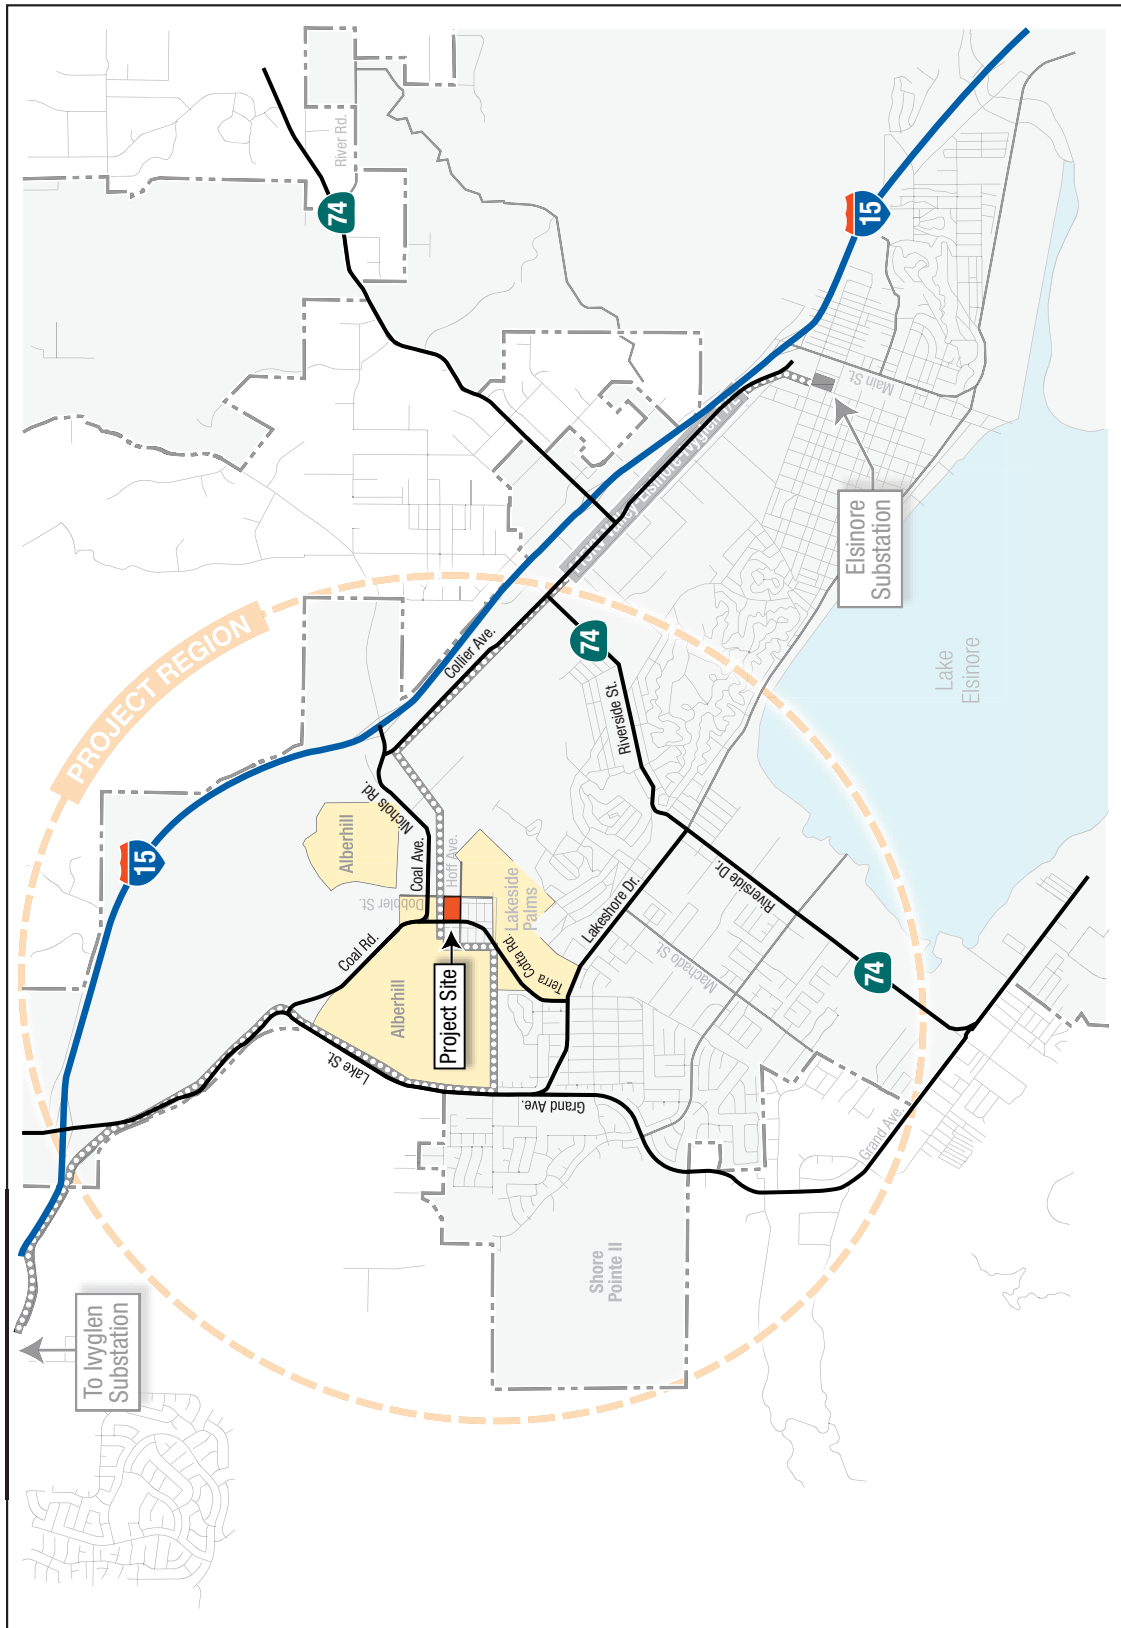 To Ivyglen
Substation
15
PROJECT REGION
74
River Rd.
Lake St.
Coal Rd.
Alberhill
Project Site
Alberhill
Dobbler St.
Coal Ave.
Nichols Rd.
Hoff Ave.
Collier Ave.
Lakeside
Palms
Terra Cotta Rd.
Grand Ave.
Shore
Pointe II
Lakeshore Dr.
Machado St
Riverside St.
74
Riverside Dr.
74
Grand Ave.
Elsinore
Substation
Main St.
15
Lake
Elsinore